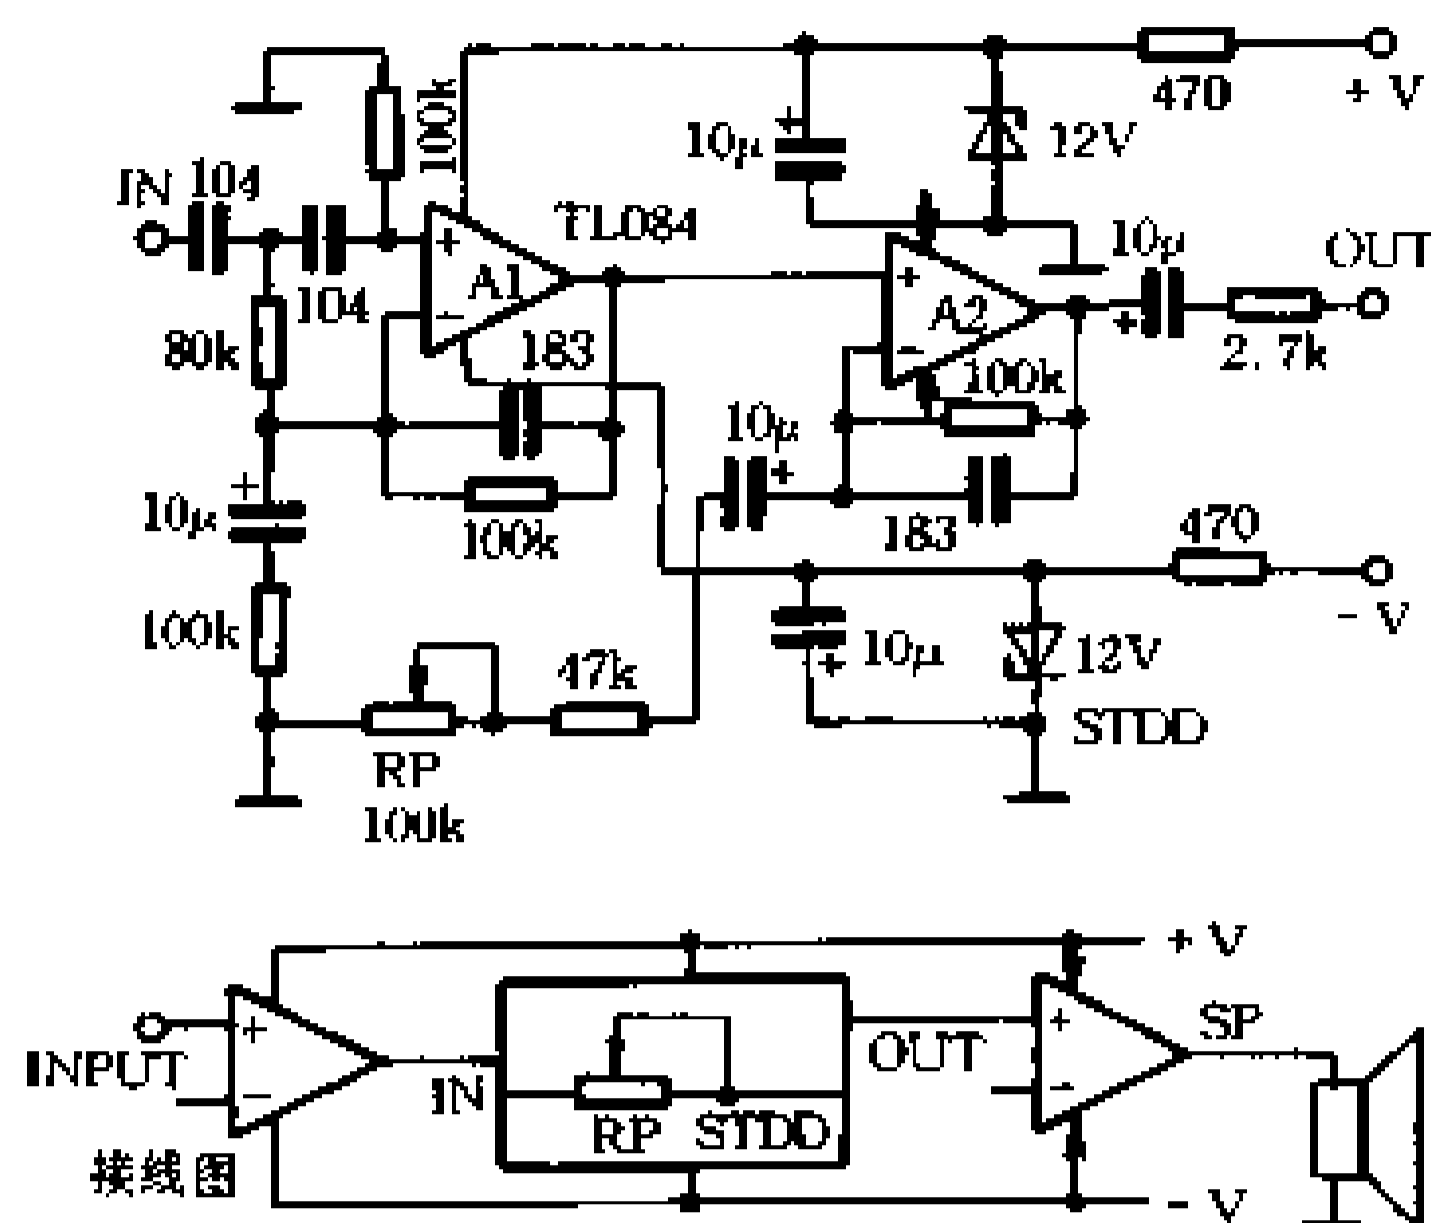 470
+ V
100k
10μ
12V
IN
104
TL084
10μ
OUT
+
A1
−
104
+
A2
−
2.7k
80k
183
100k
10μ
10μ
100k
183
470
− V
100k
47k
10μ
12V
STDD
RP
100k
+ V
SP
+
INPUT
−
IN
OUT
+
−
RP
STDD
接线图
− V